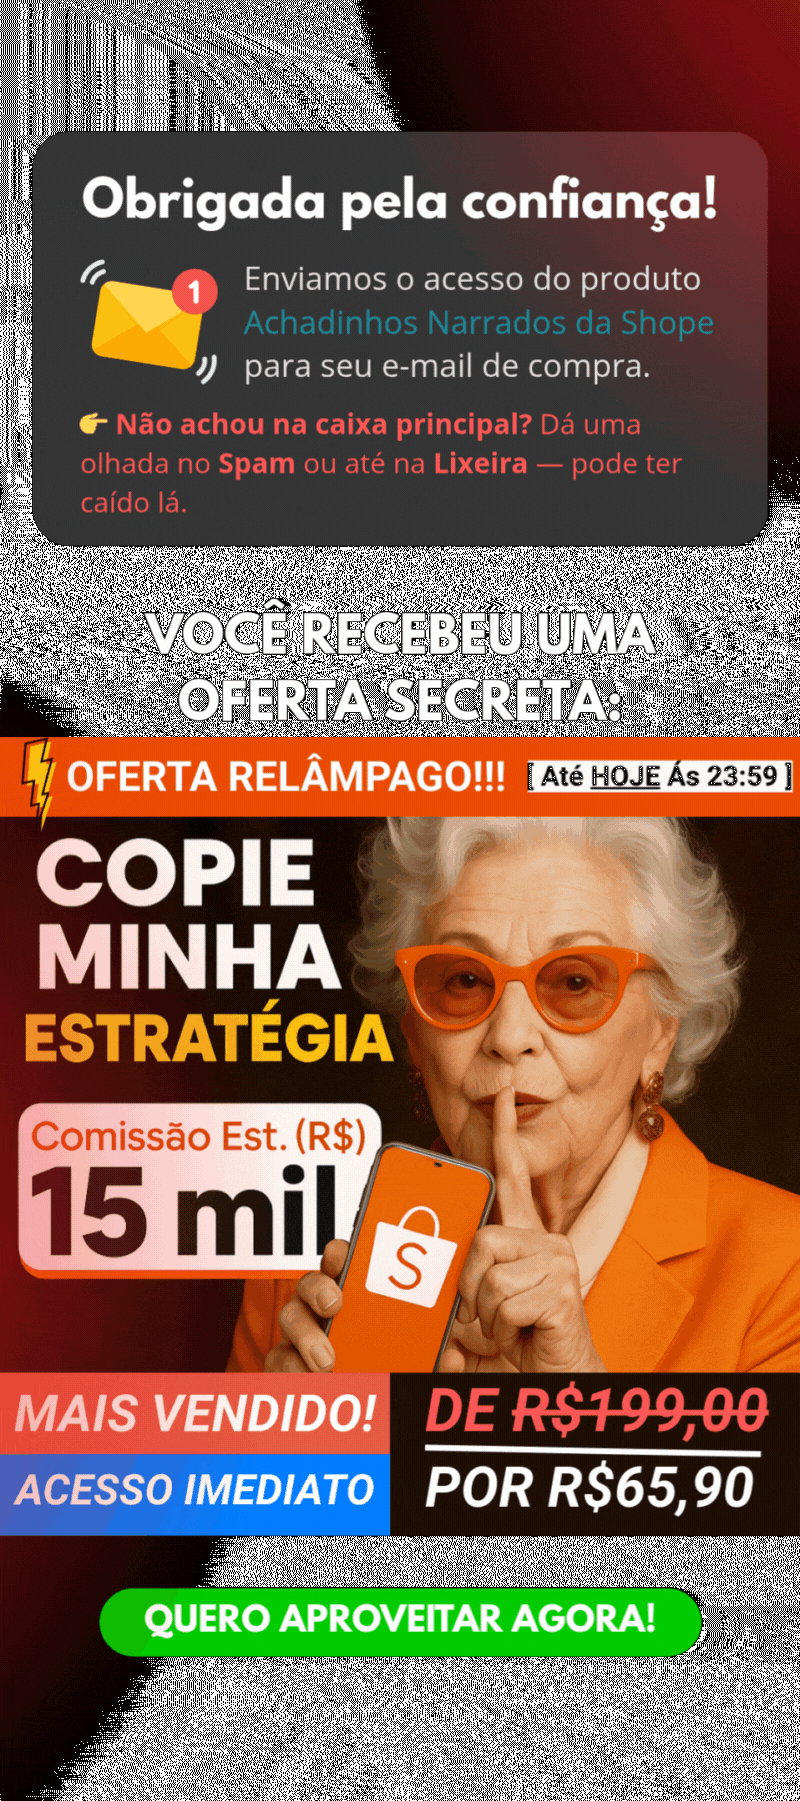 Obrigada pela confiança!
1
Enviamos o acesso do produto
Achadinhos Narrados da Shope
para seu e-mail de compra.
👉 Não achou na caixa principal? Dá uma
olhada no Spam ou até na Lixeira — pode ter
caído lá.
VOCÊ RECEBEU UMA
OFERTA SECRETA:
OFERTA RELÂMPAGO!!! [ Até HOJE Ás 23:59 ]
COPIE
MINHA
ESTRATÉGIA
Comissão Est. (R$)
15 mil
S
MAIS VENDIDO!
ACESSO IMEDIATO
DE R$199,00
POR R$65,90
QUERO APROVEITAR AGORA!